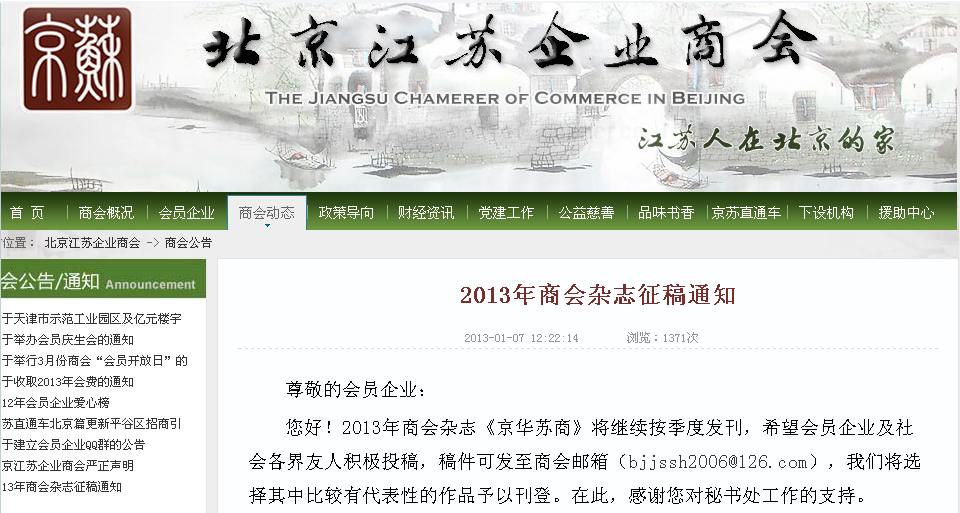 京蘇
北京江苏企业商会
THE JIANGSU CHAMERER OF COMMERCE IN BEIJING
江苏人在北京的家
首 页 商会概况 会员企业 商会动态 政策导向 财经资讯 党建工作 公益慈善 品味书香 京苏直通车 下设机构 援助中心
位置： 北京江苏企业商会 -> 商会公告
会公告/通知 Announcement
于天津市示范工业园区及亿元楼宇
于举办会员庆生会的通知
于举行3月份商会“会员开放日”的
于收取2013年会费的通知
12年会员企业爱心榜
苏直通车北京篇更新平谷区招商引
于建立会员企业QQ群的公告
京江苏企业商会严正声明
13年商会杂志征稿通知
2013年商会杂志征稿通知
2013-01-07 12:22:14 浏览：1371次
尊敬的会员企业：
您好！2013年商会杂志《京华苏商》将继续按季度发刊，希望会员企业及社
会各界友人积极投稿，稿件可发至商会邮箱（bjjssh2006@126.com），我们将选
择其中比较有代表性的作品予以刊登。在此，感谢您对秘书处工作的支持。